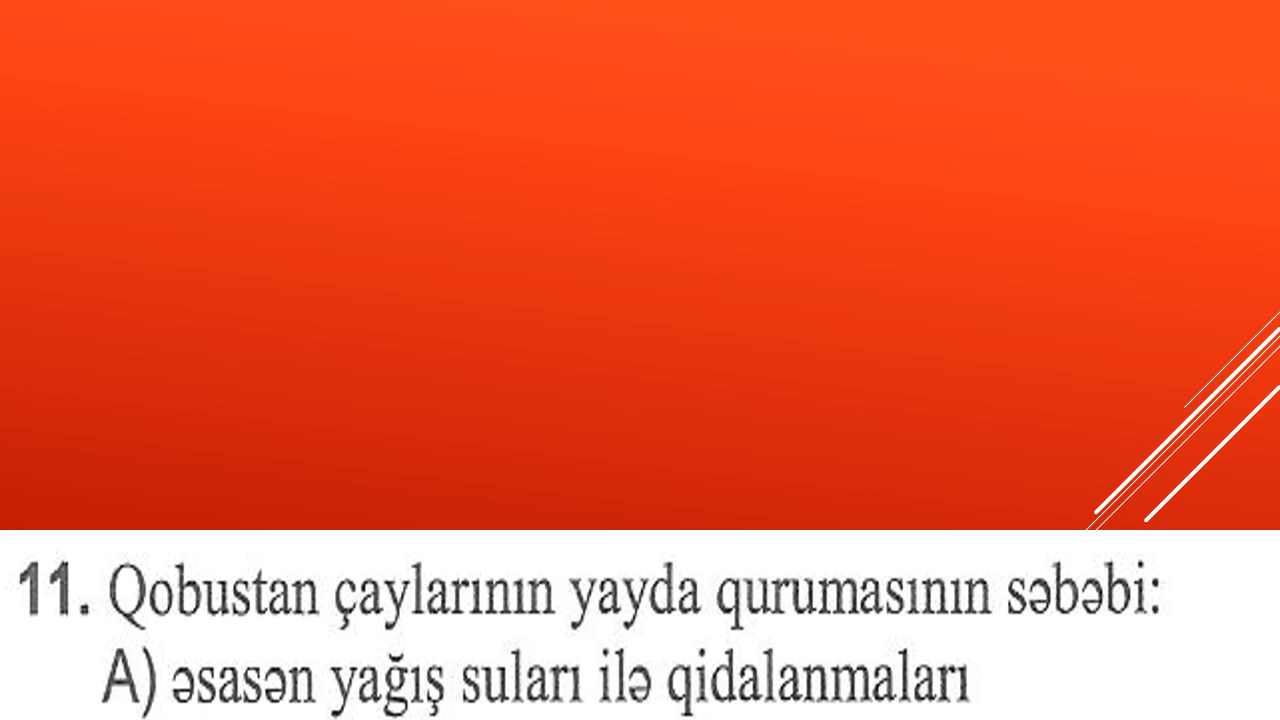 11. Qobustan çaylarının yayda qurumasının səbəbi:
A) əsasən yağış suları ilə qidalanmaları